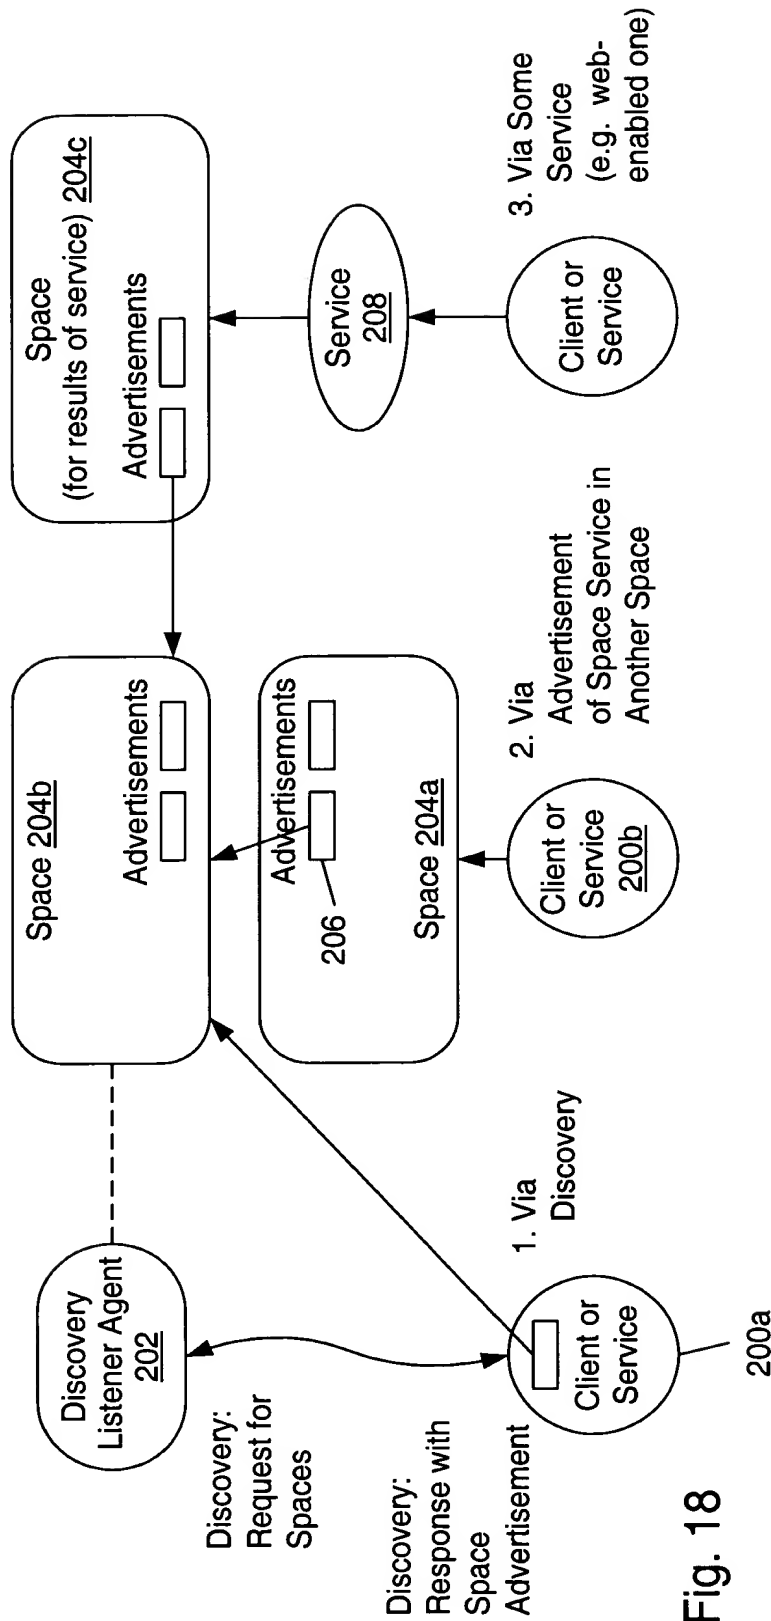 Discovery
Listener Agent
202
Discovery:
Request for
Spaces
Discovery:
Response with
Space
Advertisement
Client or
Service
200a
1. Via
Discovery
Space 204b
Advertisements
Advertisements
206
Space 204a
Client or
Service
200b
2. Via
Advertisement
of Space Service in
Another Space
Space
(for results of service) 204c
Advertisements
Service
208
Client or
Service
3. Via Some
Service
(e.g. web-
enabled one)
Fig. 18